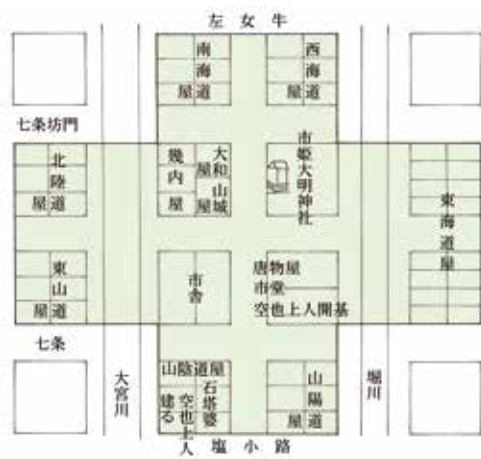 左女牛
南海道屋
西海道屋
七条坊門
北陸道屋
幾内屋
大和屋
山城屋
市姫大明神社
東海道屋
東山道屋
市舎
唐物屋
市堂
空也上人開基
七条
大宮川
山陰道屋
石塔婆
空也上人
建る
山陽道屋
堀川
塩小路